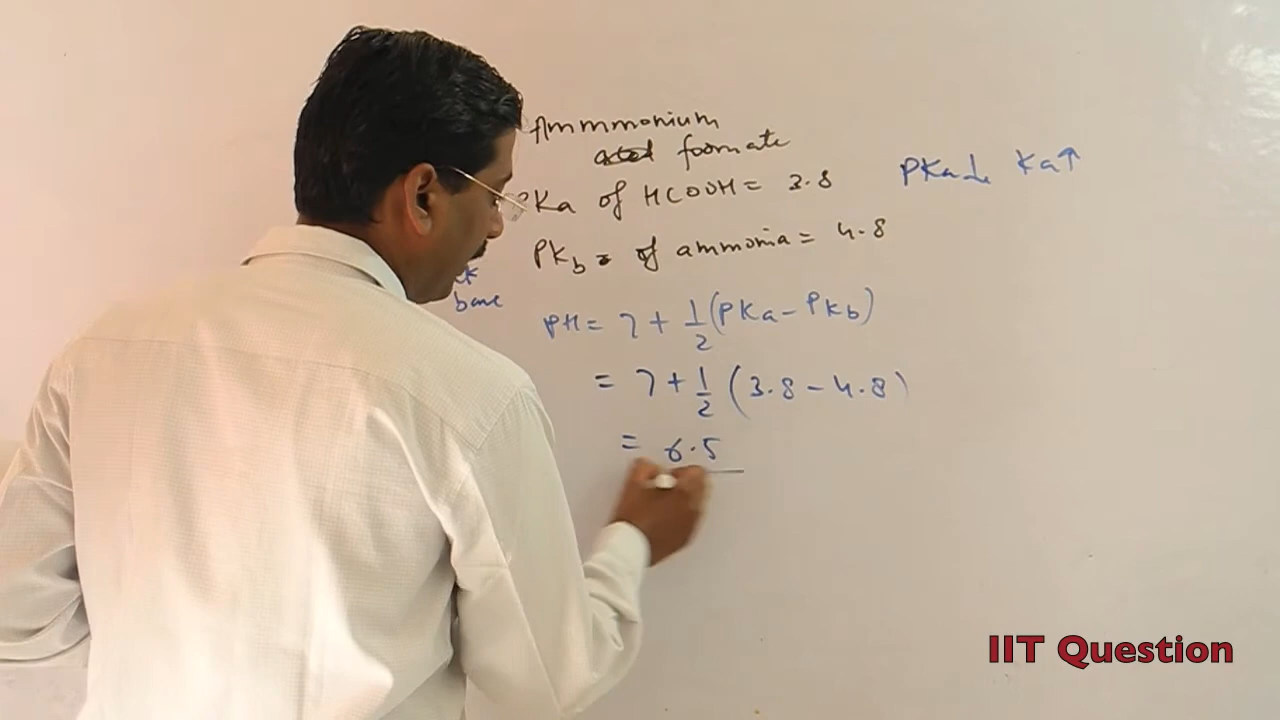 Ammmonium
formate
PKa of HCOOH = 3.8
PKa↓ Ka↑
PKb of ammonia = 4.8
base
PH = 7 + 1/2 (PKa - PKb)
= 7 + 1/2 (3.8 - 4.8)
= 6.5
IIT Question